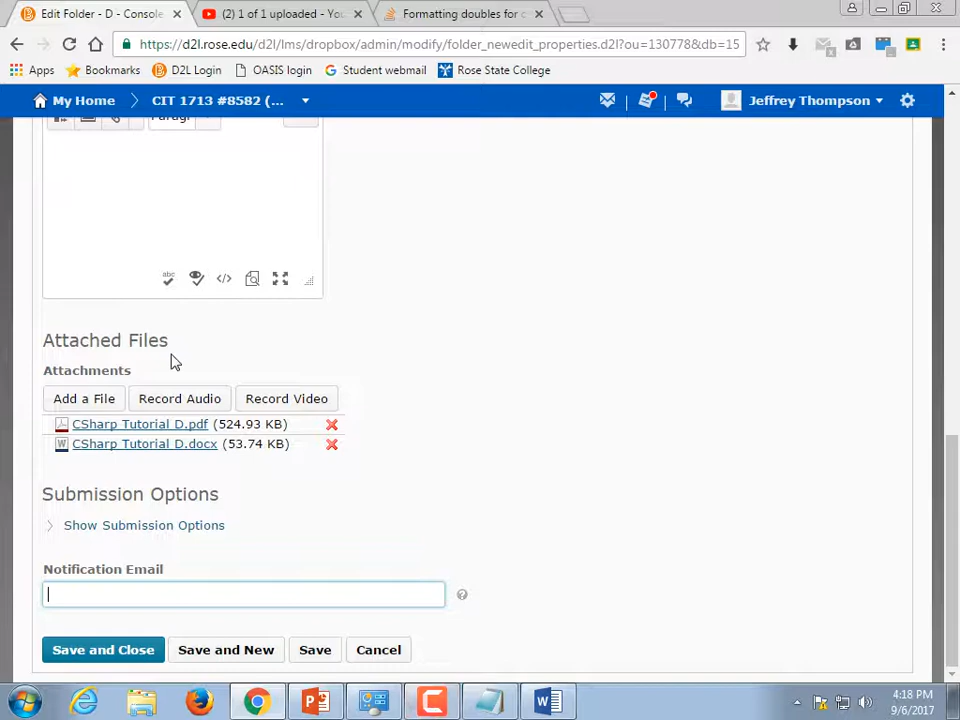 Edit Folder - D - Console
(2) 1 of 1 uploaded - You
Formatting doubles for c
https://d2l.rose.edu/d2l/lms/dropbox/admin/modify/folder_newedit_properties.d2l?ou=130778&db=15
Apps Bookmarks D2L Login OASIS login Student webmail Rose State College
My Home CIT 1713 #8582 (... Jeffrey Thompson
Paragr
abc
Attached Files
Attachments
Add a File Record Audio Record Video
CSharp Tutorial D.pdf (524.93 KB)
CSharp Tutorial D.docx (53.74 KB)
Submission Options
Show Submission Options
Notification Email
Save and Close Save and New Save Cancel
4:18 PM
9/6/2017